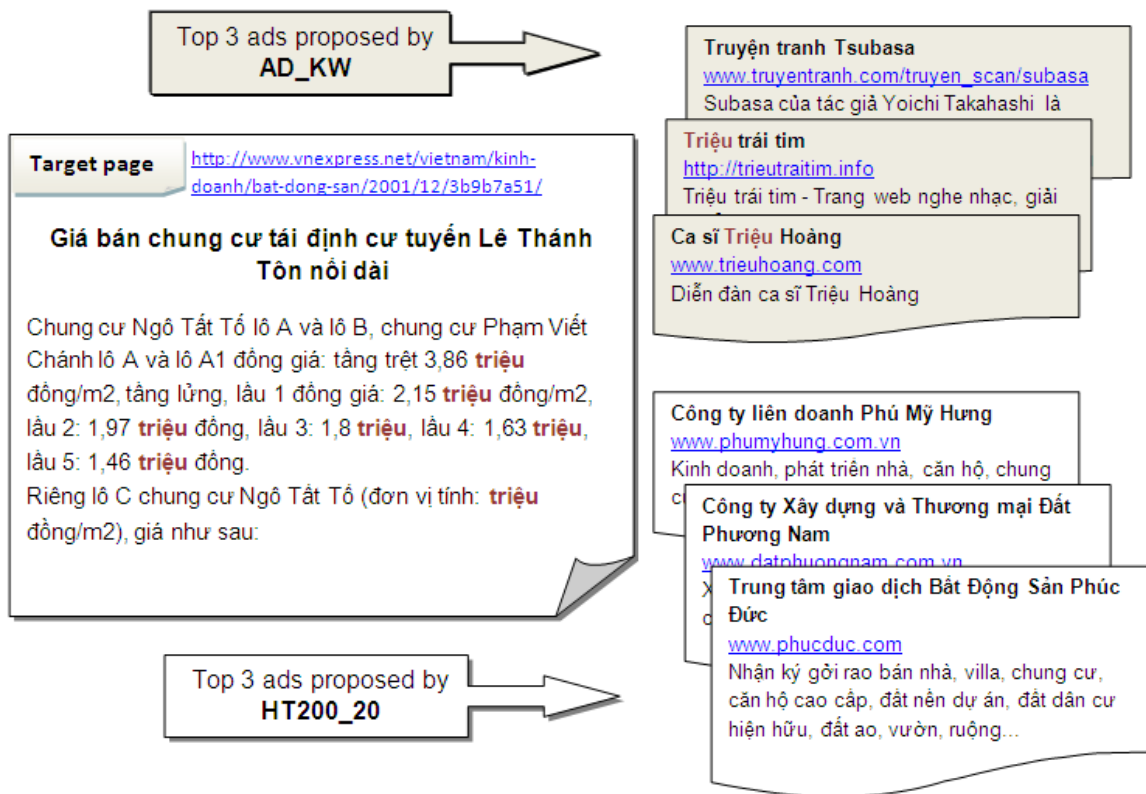 Top 3 ads proposed by
AD_KW
Target page
http://www.vnexpress.net/vietnam/kinh-
doanh/bat-dong-san/2001/12/3b9b7a51/
Giá bán chung cư tái định cư tuyến Lê Thánh
Tôn nối dài
Chung cư Ngô Tất Tố lô A và lô B, chung cư Phạm Viết
Chánh lô A và lô A1 đồng giá: tầng trệt 3,86 triệu
đồng/m2, tầng lửng, lầu 1 đồng giá: 2,15 triệu đồng/m2,
lầu 2: 1,97 triệu đồng, lầu 3: 1,8 triệu, lầu 4: 1,63 triệu,
lầu 5: 1,46 triệu đồng.
Riêng lô C chung cư Ngô Tất Tố (đơn vị tính: triệu
đồng/m2), giá như sau:
Top 3 ads proposed by
HT200_20
Truyện tranh Tsubasa
www.truyentranh.com/truyen_scan/subasa
Subasa của tác giả Yoichi Takahashi là
Triệu trái tim
http://trieutraitim.info
Triệu trái tim - Trang web nghe nhạc, giải
Ca sĩ Triệu Hoàng
www.trieuhoang.com
Diễn đàn ca sĩ Triệu Hoàng
Công ty liên doanh Phú Mỹ Hưng
www.phumyhung.com.vn
Kinh doanh, phát triển nhà, căn hộ, chung
Công ty Xây dựng và Thương mại Đất
Phương Nam
www.datphuongnam.com.vn
Trung tâm giao dịch Bất Động Sản Phúc
Đức
www.phucduc.com
Nhận ký gởi rao bán nhà, villa, chung cư,
căn hộ cao cấp, đất nền dự án, đất dân cư
hiện hữu, đất ao, vườn, ruộng...